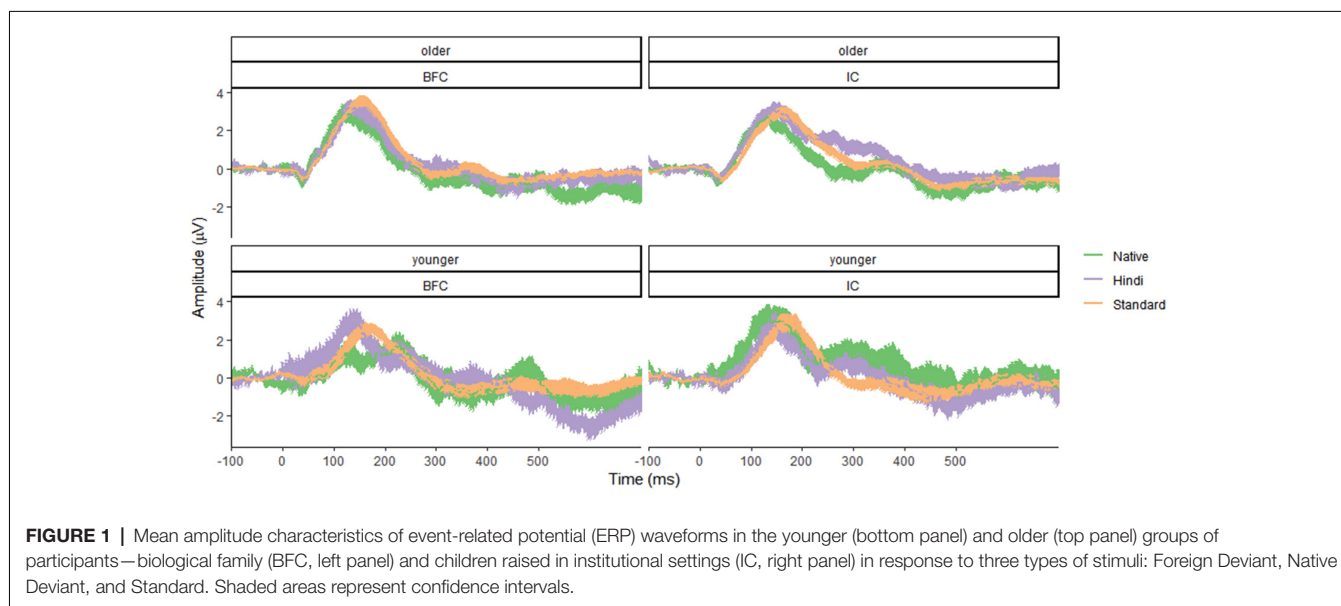 older
older
BFC
IC
4
2
0
-2
younger
younger
BFC
IC
4
2
0
-2
Amplitude (µV)
-100 0 100 200 300 400 500 -100 0 100 200 300 400 500
Time (ms)
Native
Hindi
Standard
FIGURE 1 | Mean amplitude characteristics of event-related potential (ERP) waveforms in the younger (bottom panel) and older (top panel) groups of
participants—biological family (BFC, left panel) and children raised in institutional settings (IC, right panel) in response to three types of stimuli: Foreign Deviant, Native
Deviant, and Standard. Shaded areas represent confidence intervals.